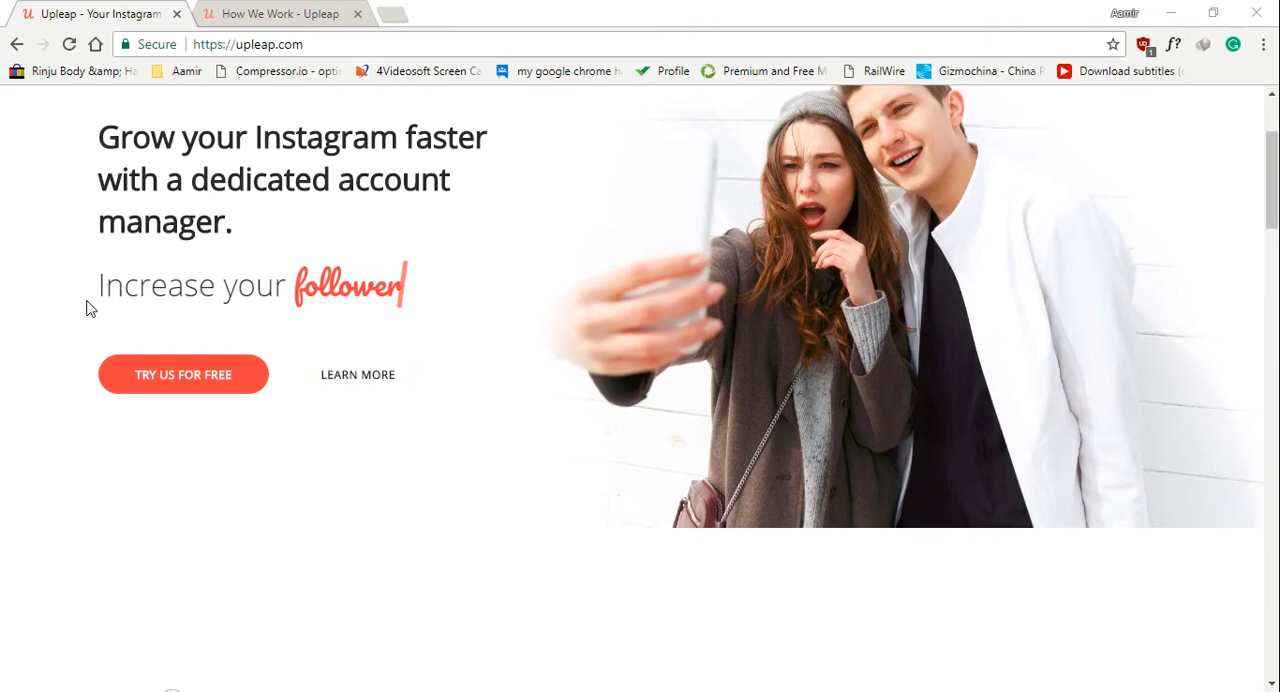 Upleap - Your Instagram
How We Work - Upleap
Aamir
Secure
https://upleap.com
1
f?
Rinju Body &amp; Ha
Aamir
Compressor.io - opti
4Videosoft Screen Ca
my google chrome h
Profile
Premium and Free M
RailWire
Gizmochina - China P
Download subtitles (
Grow your Instagram faster
with a dedicated account
manager.
Increase your follower
TRY US FOR FREE
LEARN MORE